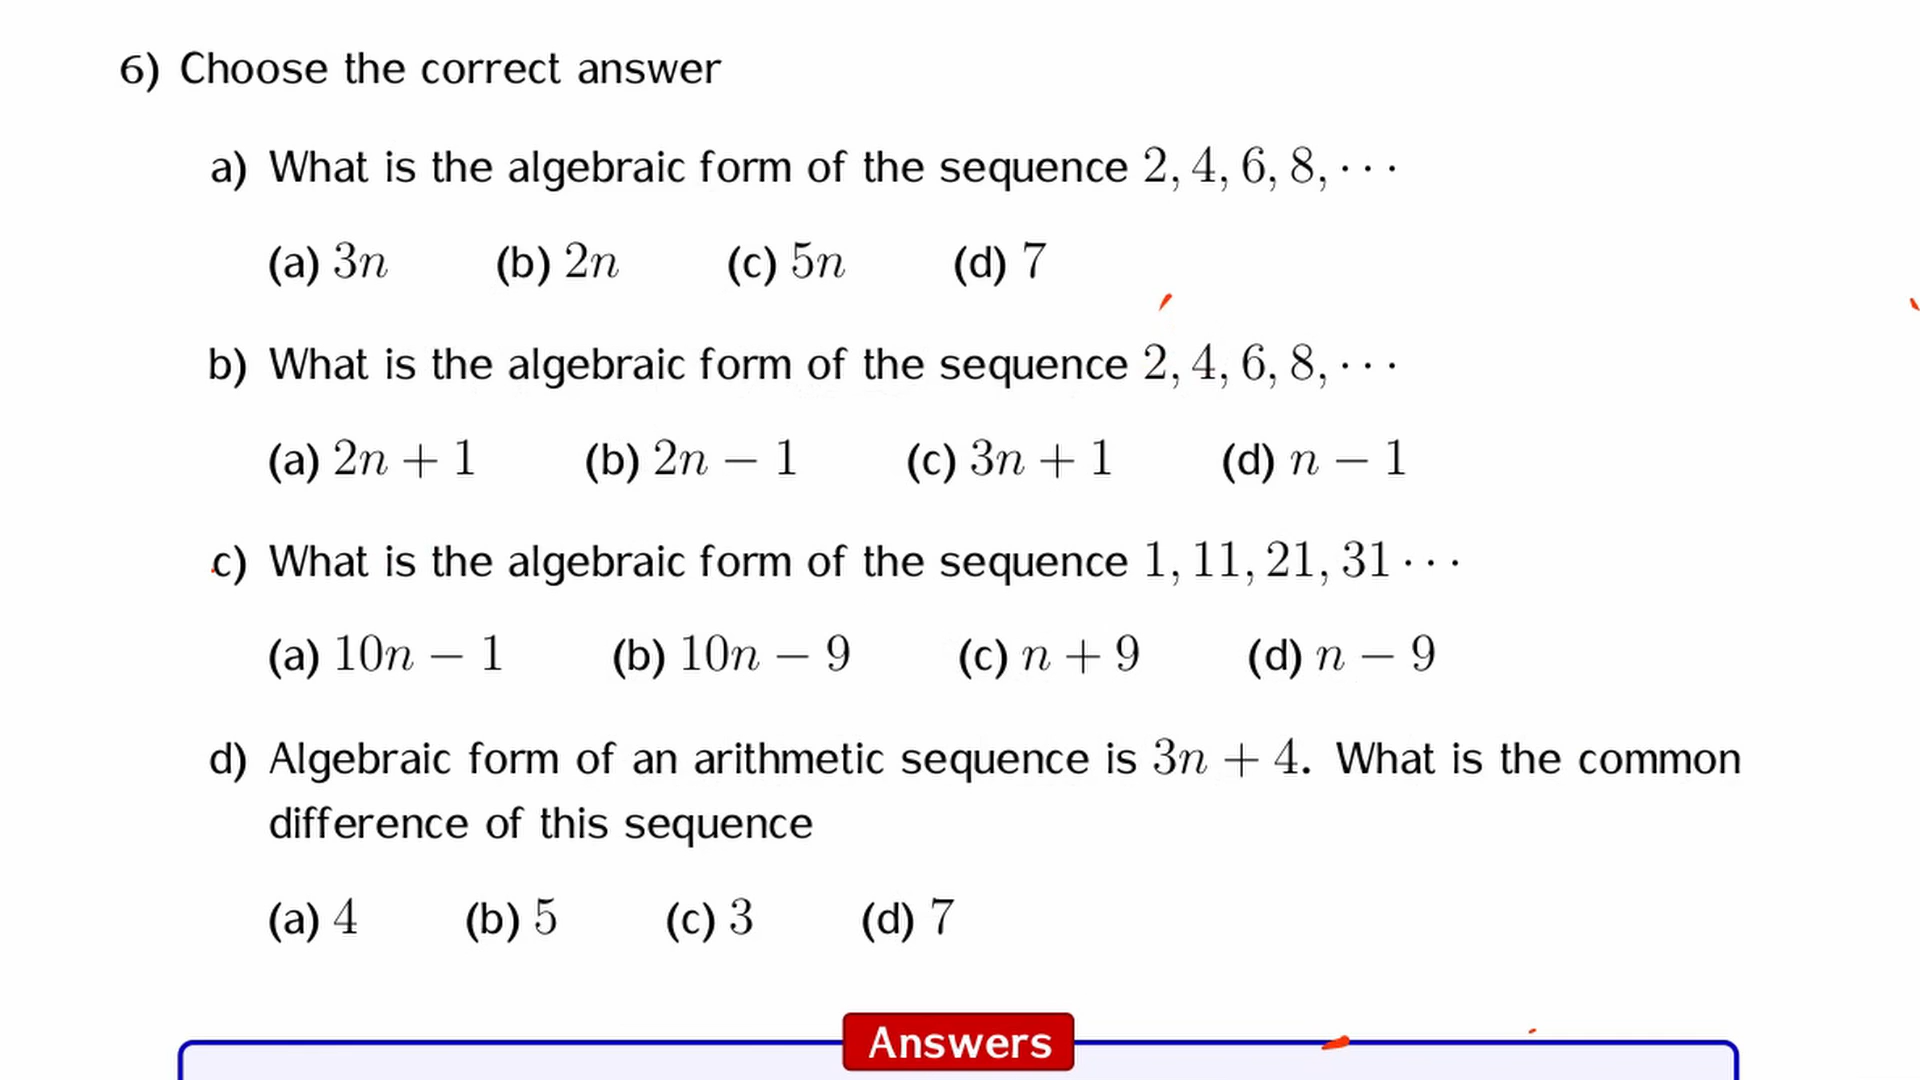 6) Choose the correct answer
a) What is the algebraic form of the sequence 2, 4, 6, 8, ···
(a) 3n (b) 2n (c) 5n (d) 7
b) What is the algebraic form of the sequence 2, 4, 6, 8, ···
(a) 2n + 1 (b) 2n − 1 (c) 3n + 1 (d) n − 1
c) What is the algebraic form of the sequence 1, 11, 21, 31 ···
(a) 10n − 1 (b) 10n − 9 (c) n + 9 (d) n − 9
d) Algebraic form of an arithmetic sequence is 3n + 4. What is the common
difference of this sequence
(a) 4 (b) 5 (c) 3 (d) 7
Answers